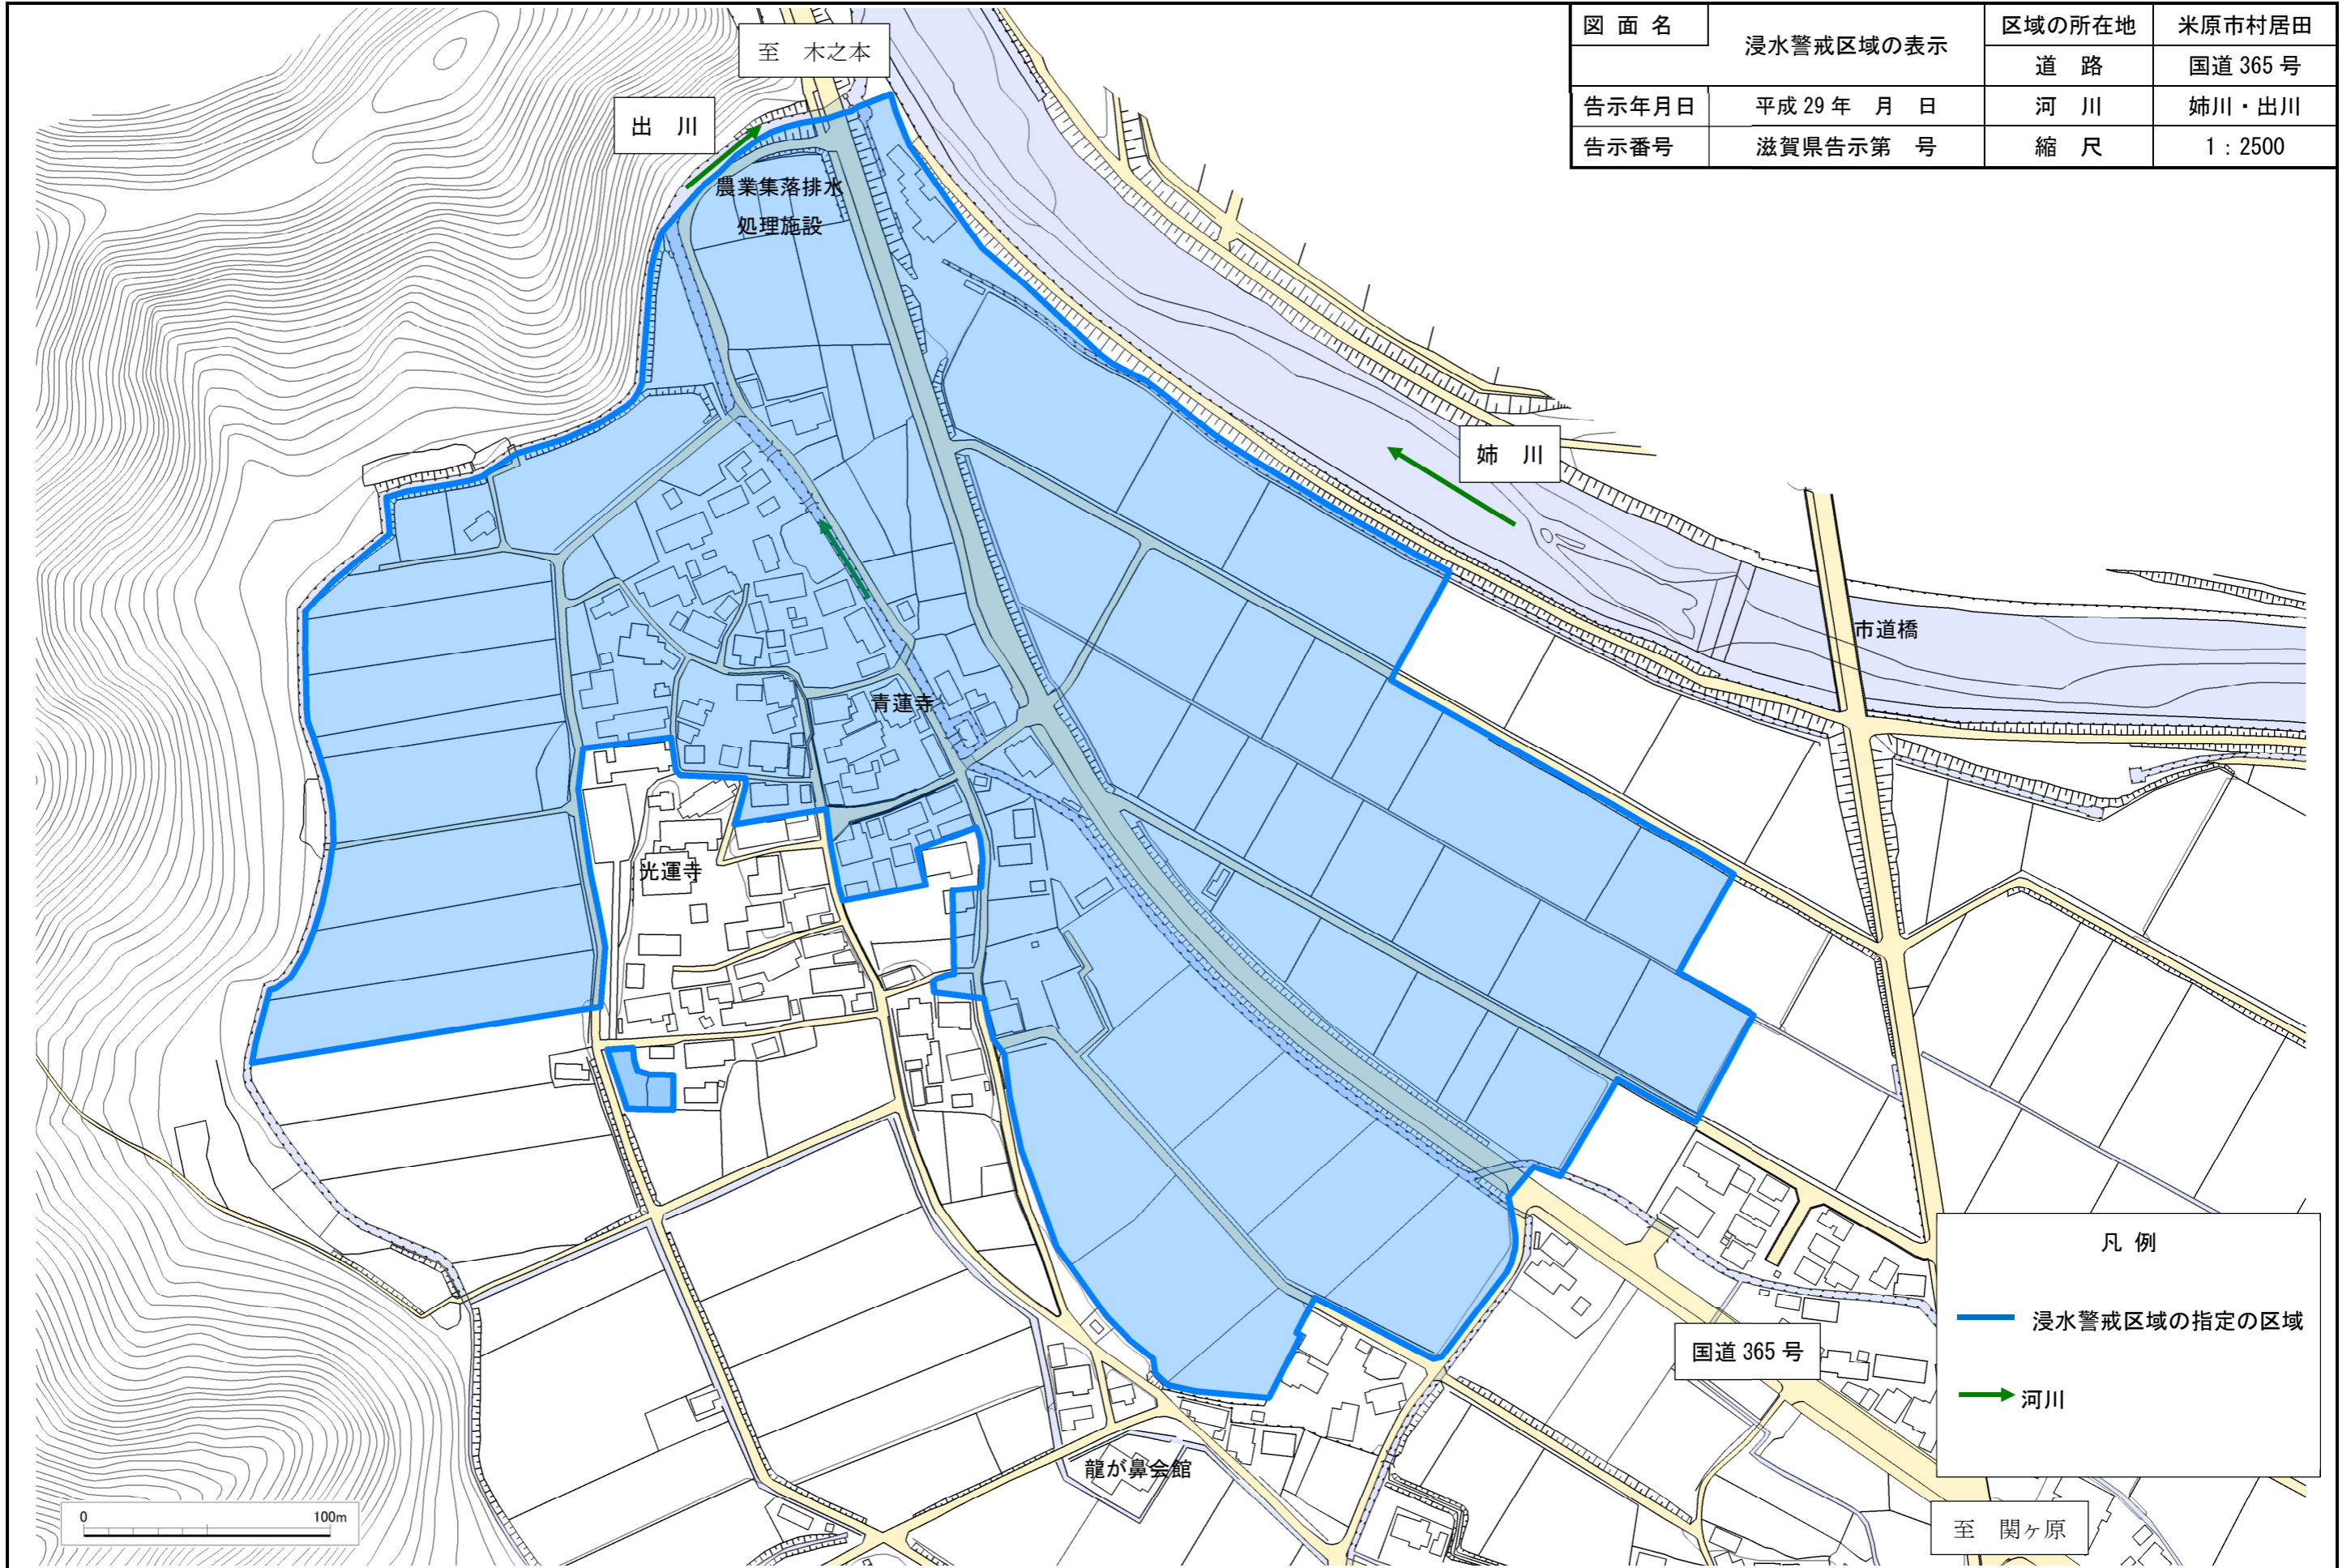 図 面 名
浸水警戒区域の表示
区域の所在地
米原市村居田
道 路
国道 365 号
告示年月日
平成 29 年 月 日
河 川
姉川・出川
告示番号
滋賀県告示第 号
縮 尺
1：2500
至 木之本
出 川
農業集落排水
処理施設
姉 川
市道橋
青蓮寺
光運寺
凡 例
浸水警戒区域の指定の区域
河川
国道 365 号
龍が鼻会館
0 100m
至 関ヶ原